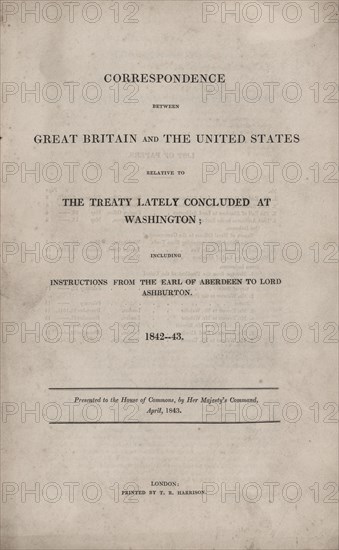 CORRESPONDENCE
BETWEEN
GREAT BRITAIN AND THE UNITED STATES
RELATIVE TO
THE TREATY LATELY CONCLUDED AT
WASHINGTON;
INCLUDING
INSTRUCTIONS FROM THE EARL OF ABERDEEN TO LORD
ASHBURTON.
1842--43.
Presented to the House of Commons, by Her Majesty's Command,
April, 1843.
LONDON:
PRINTED BY T. R. HARRISON.